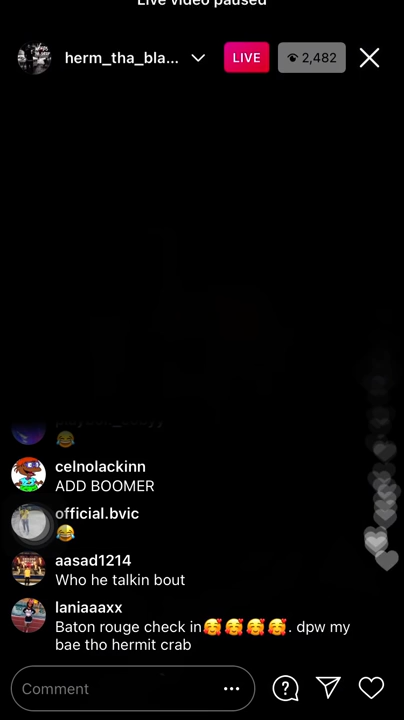 Live video paused
herm_tha_bla...
LIVE
2,482
😂
celnolackinn
ADD BOOMER
official.bvic
😂
aasad1214
Who he talkin bout
laniaaaxx
Baton rouge check in🥰🥰🥰🥰. dpw my
bae tho hermit crab
Comment